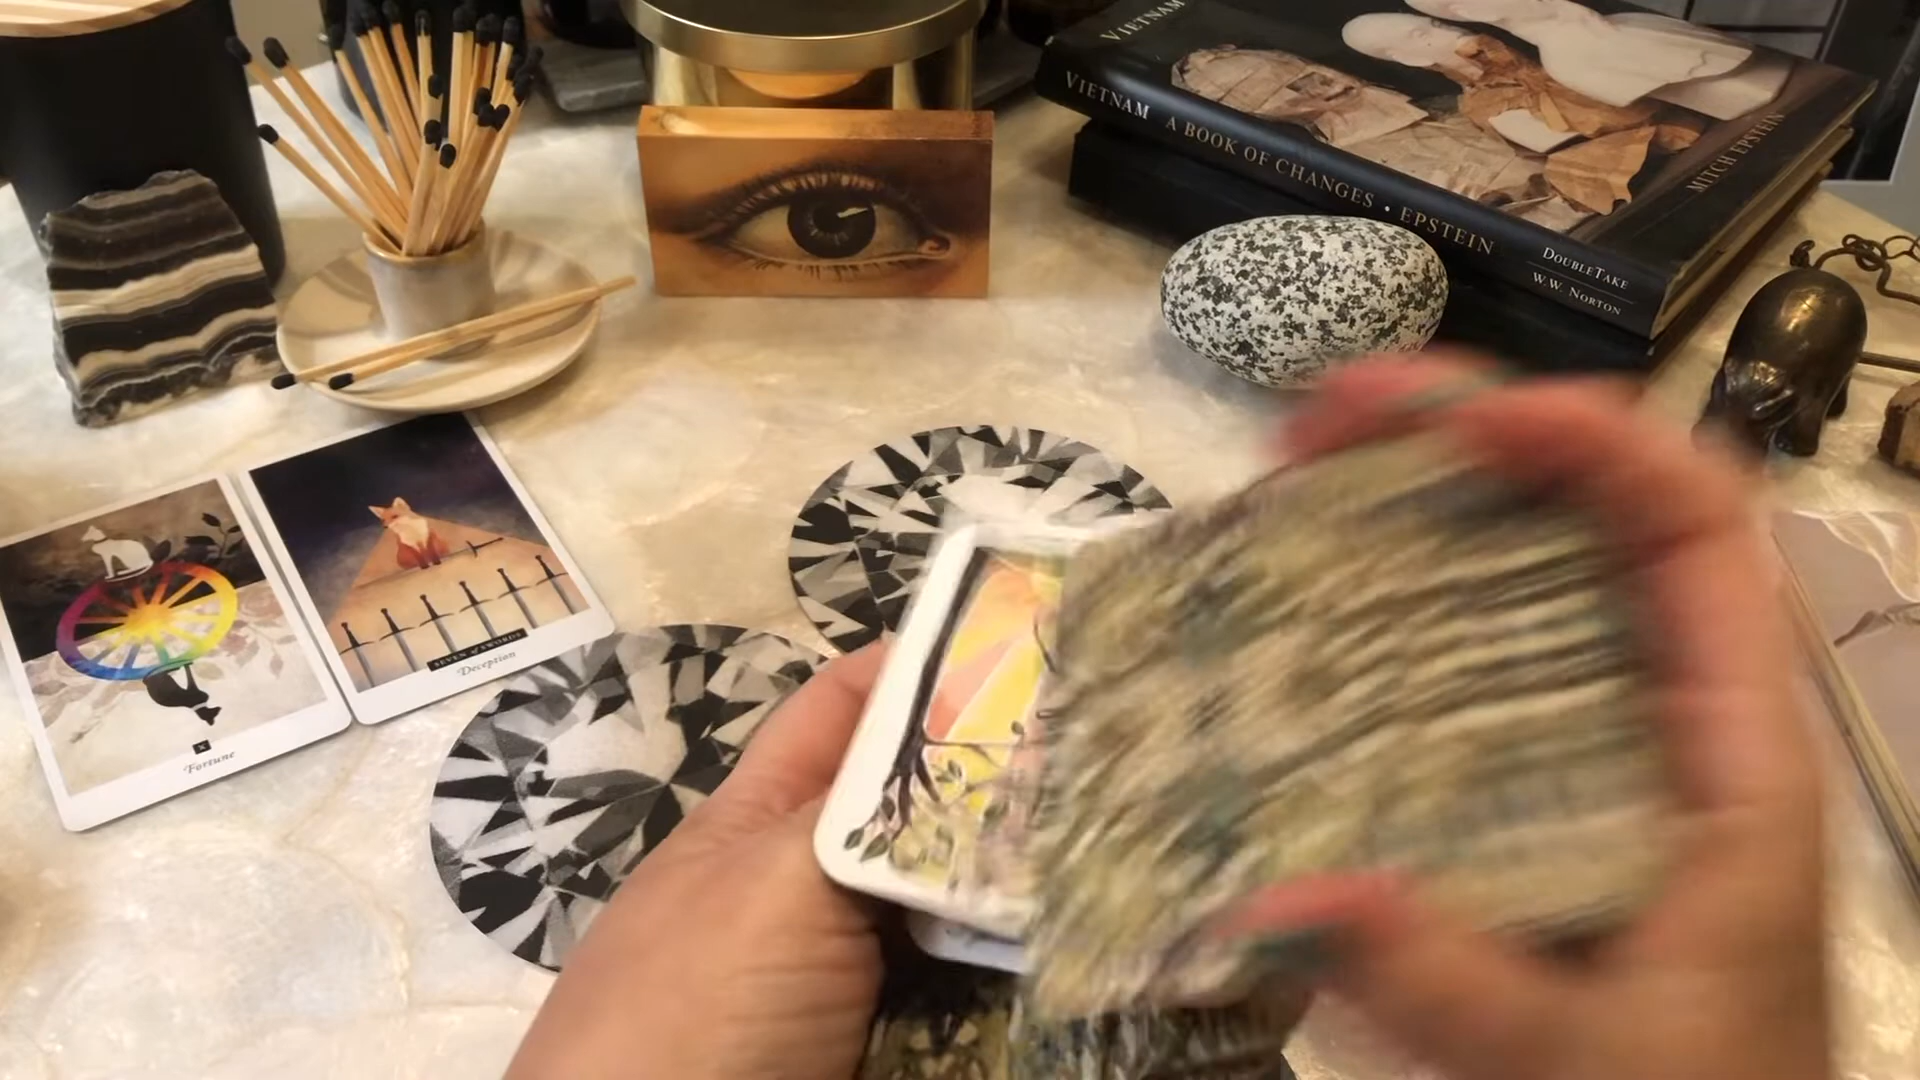 VIETNAM
VIETNAM A BOOK OF CHANGES • EPSTEIN
MITCH EPSTEIN
DOUBLETAKE
W.W. NORTON
SEVEN of SWORDS
Deception
X
Fortune